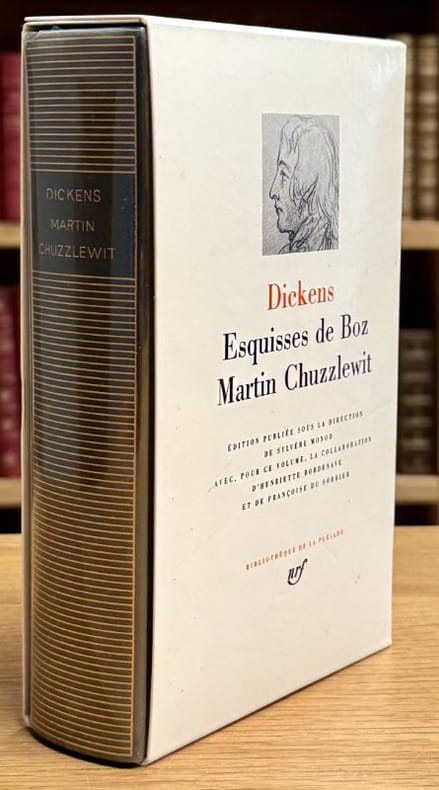 DICKENS
MARTIN
CHUZZLEWIT
Dickens
Esquisses de Boz
Martin Chuzzlewit
ÉDITION PUBLIÉE SOUS LA DIRECTION
DE SYLVÈRE MONOD
AVEC, POUR CE VOLUME, LA COLLABORATION
D'HENRIETTE BORDENAVE
ET DE FRANÇOISE DU SORBIER
BIBLIOTHÈQUE DE LA PLÉIADE
nrf